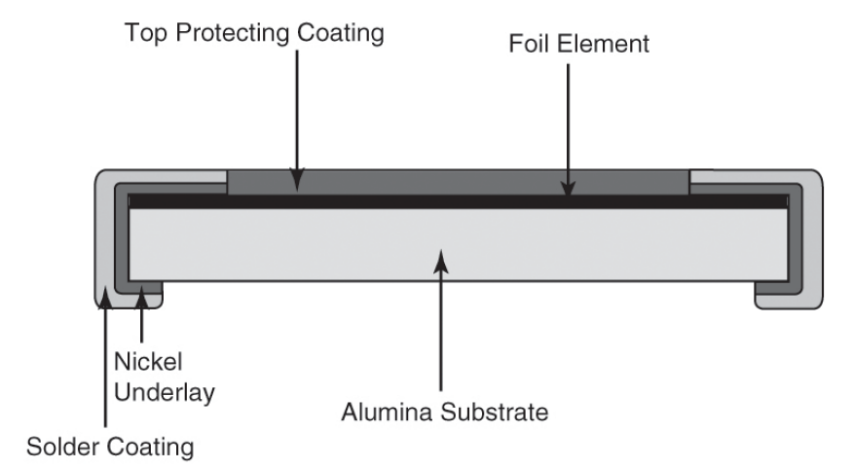 Top Protecting Coating
Foil Element
Nickel
Underlay
Alumina Substrate
Solder Coating